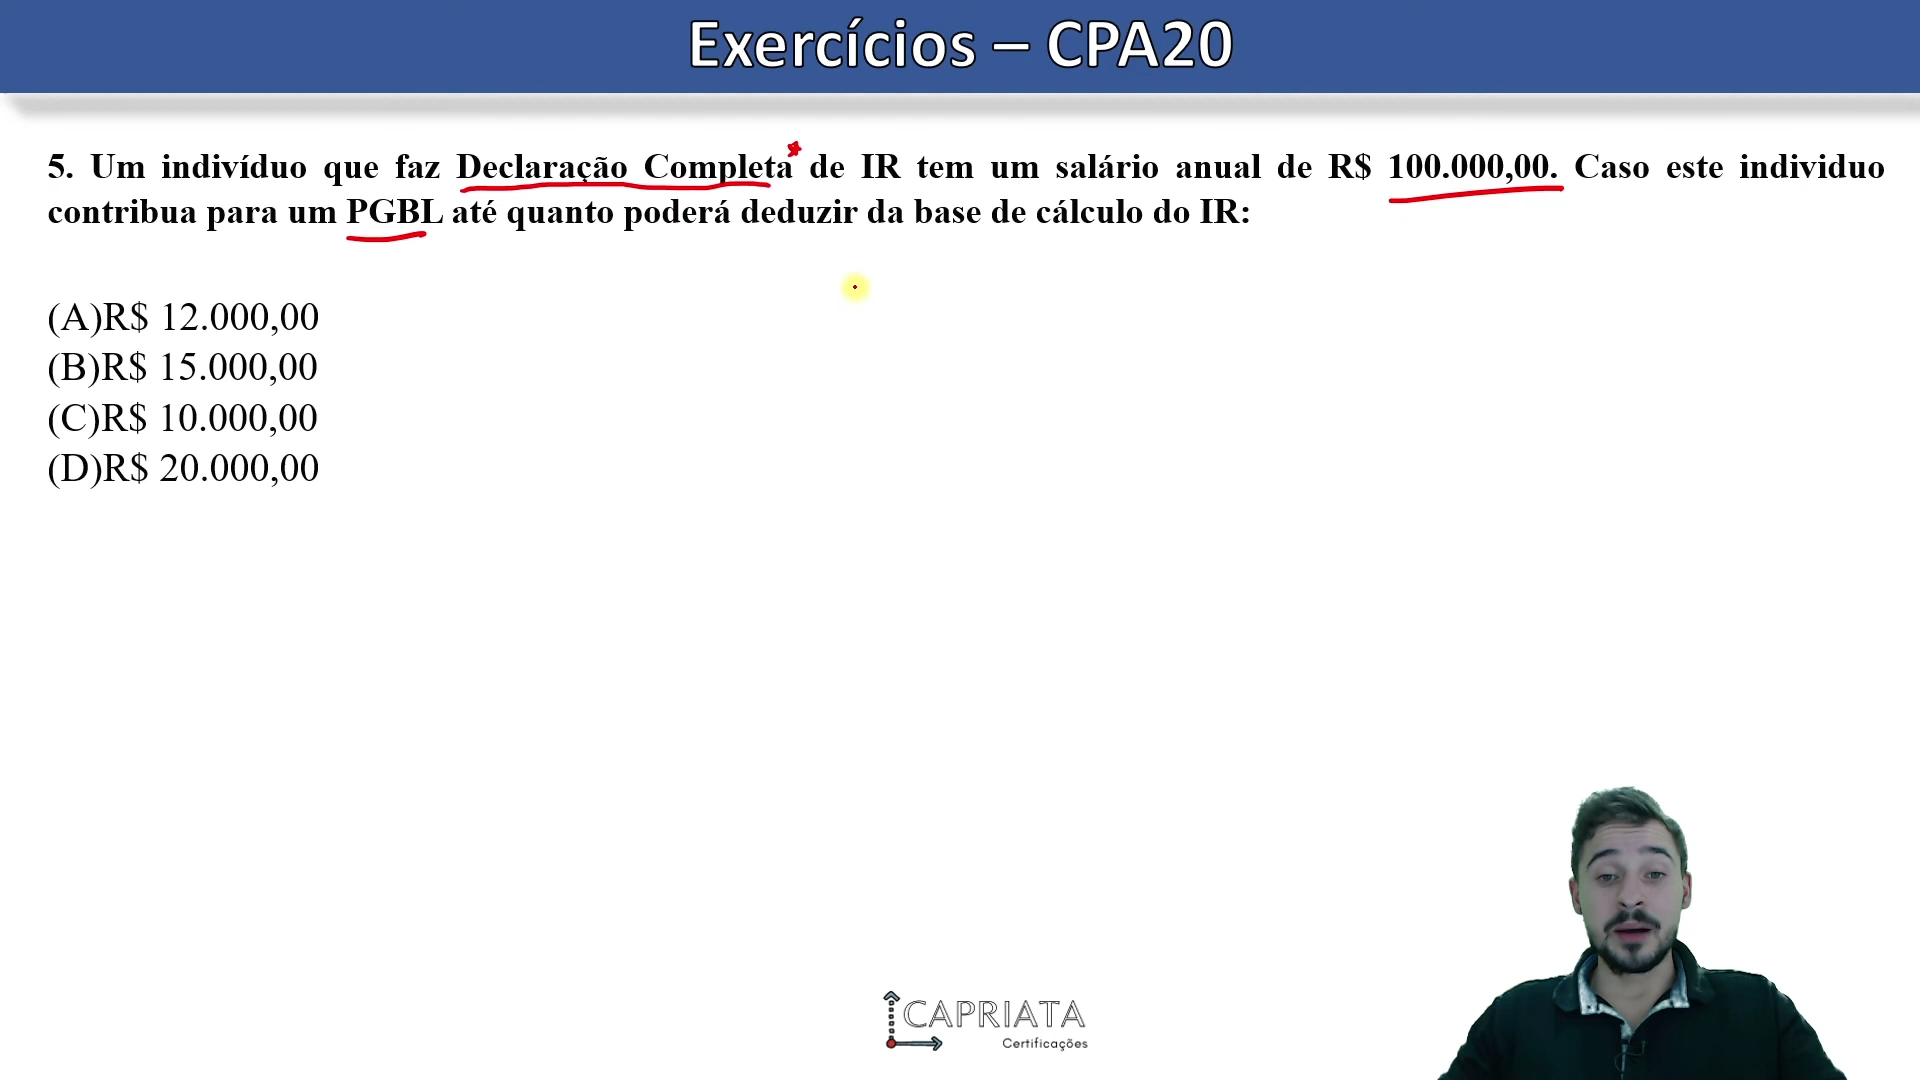 Exercícios – CPA20
5. Um indivíduo que faz Declaração Completa* de IR tem um salário anual de R$ 100.000,00. Caso este individuo
contribua para um PGBL até quanto poderá deduzir da base de cálculo do IR:
(A)R$ 12.000,00
(B)R$ 15.000,00
(C)R$ 10.000,00
(D)R$ 20.000,00
CAPRIATA
Certificações